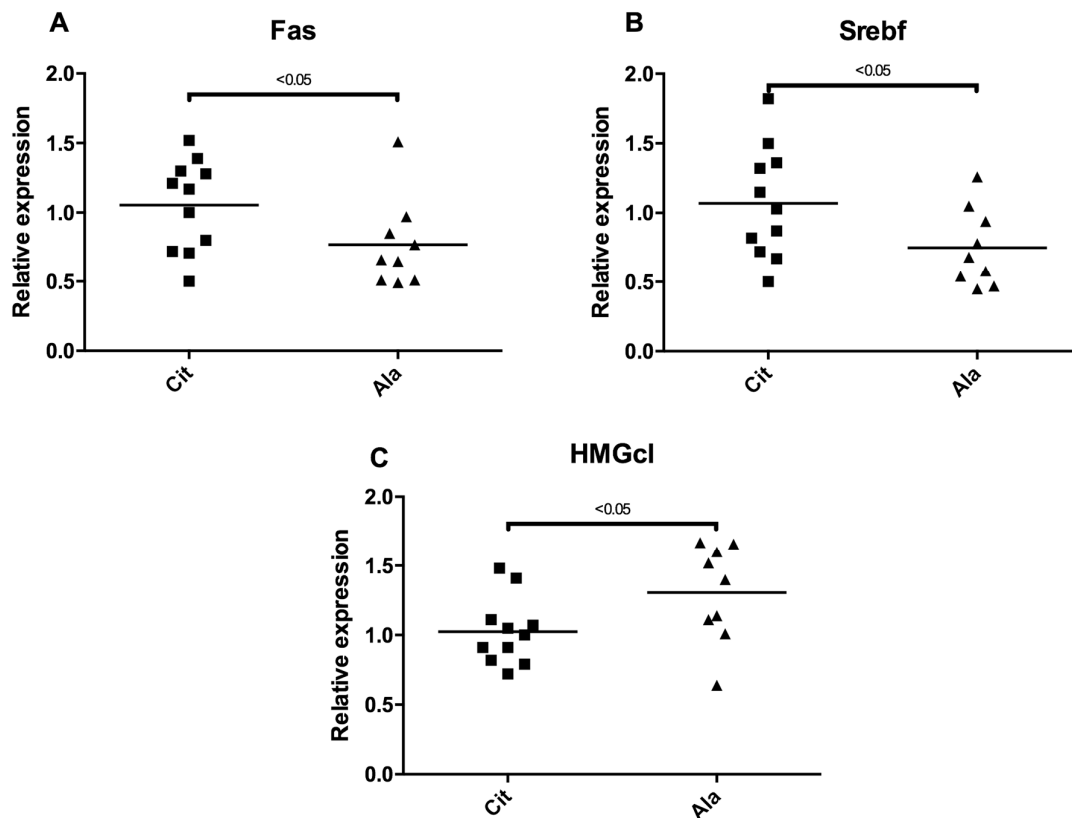 A
Fas
Relative expression
2.0
1.5
1.0
0.5
0.0
<0.05
Cit
Ala
B
Srebf
Relative expression
2.0
1.5
1.0
0.5
0.0
<0.05
Cit
Ala
C
HMGcl
Relative expression
2.0
1.5
1.0
0.5
0.0
<0.05
Cit
Ala